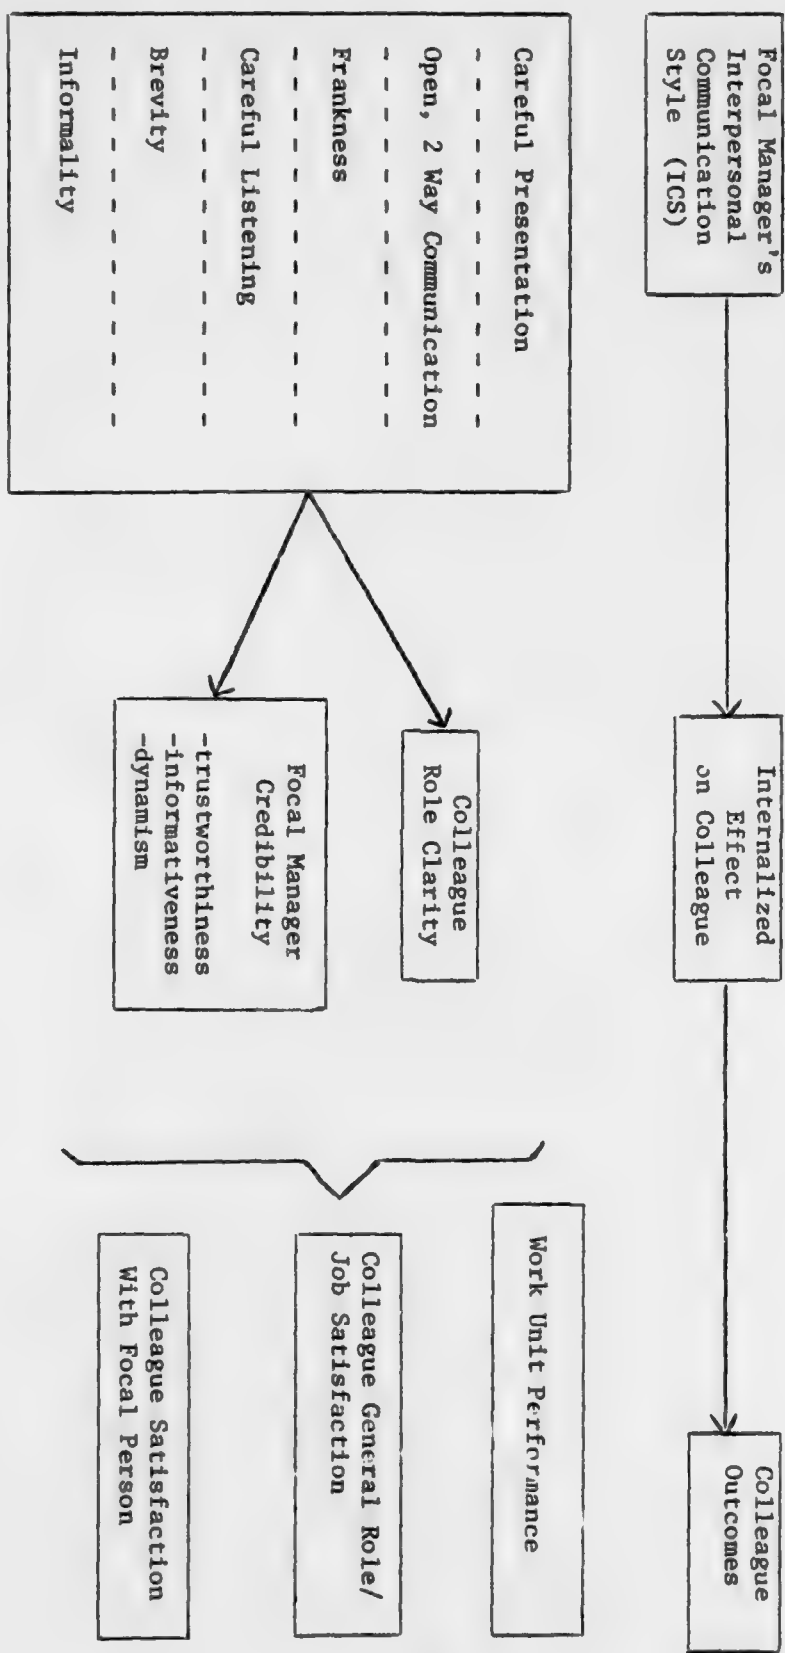 Focal Manager's
Interpersonal
Communication
Style (ICS)
Internalized
Effect
on Colleague
Colleague
Outcomes
Careful Presentation
Open, 2 Way Communication
Frankness
Careful Listening
Brevity
Informality
Colleague
Role Clarity
Focal Manager
Credibility
-trustworthiness
-informativeness
-dynamism
Work Unit Performance
Colleague General Role/
Job Satisfaction
Colleague Satisfaction
With Focal Person